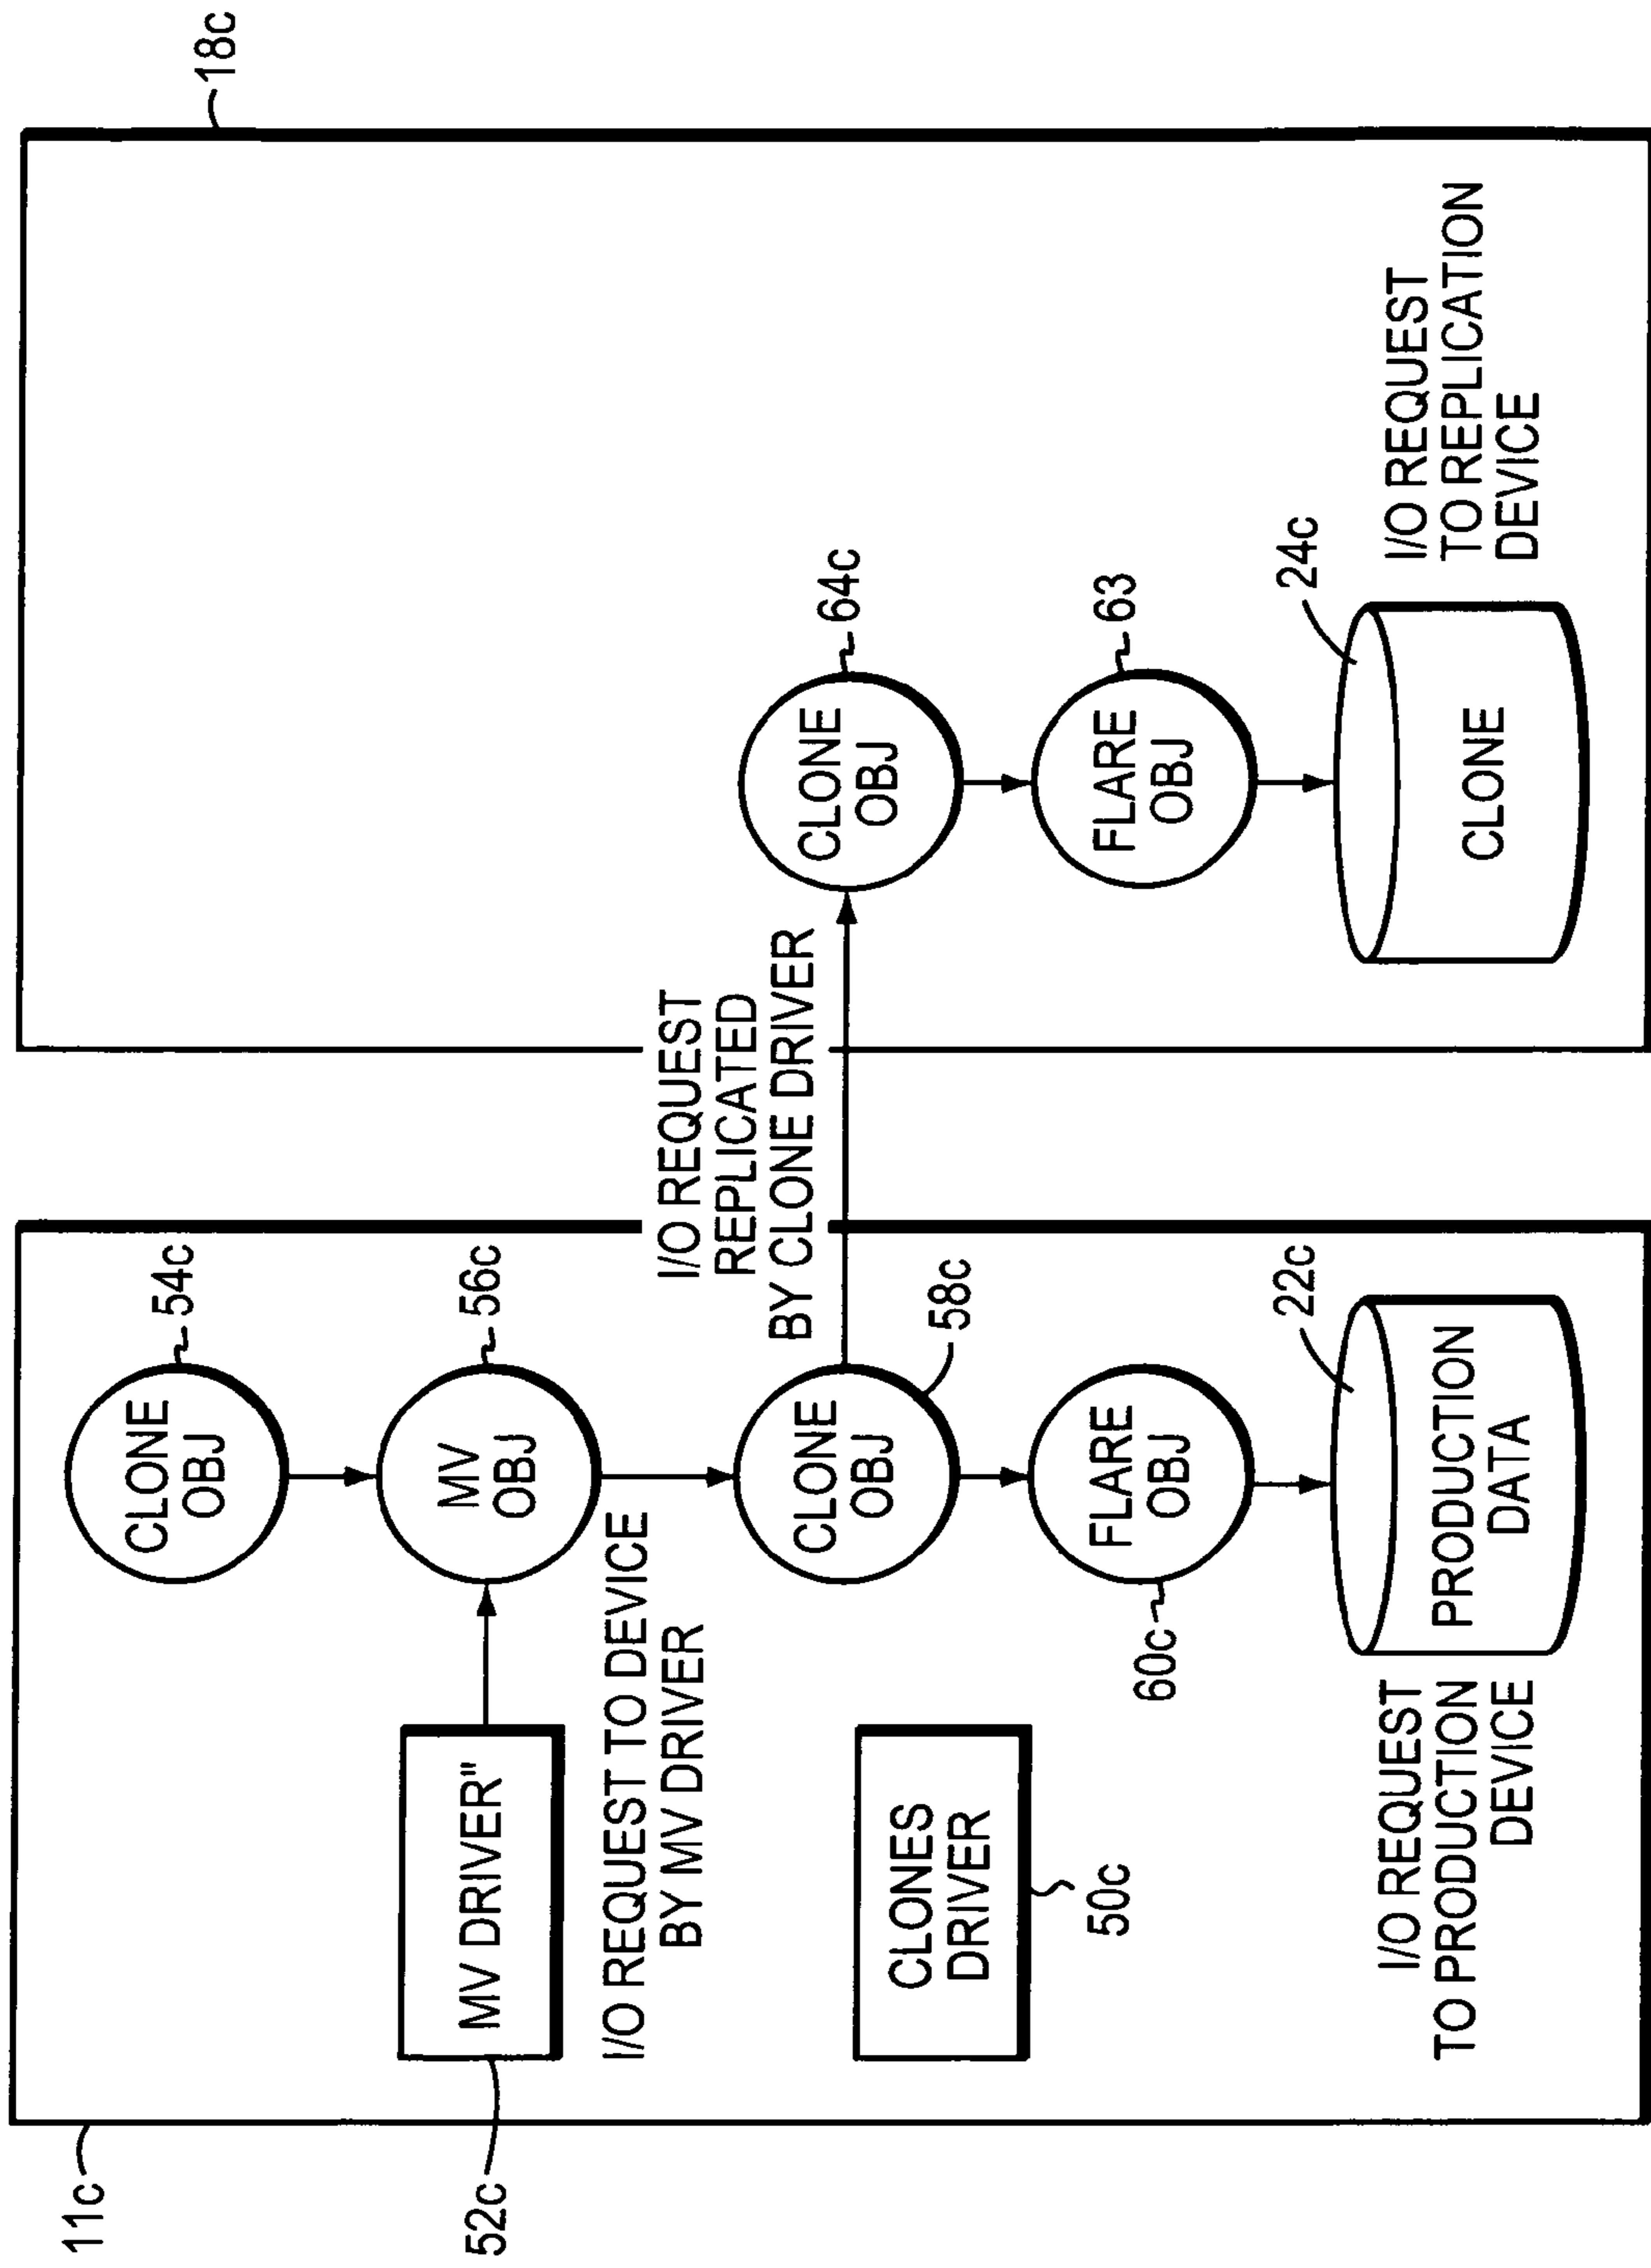 11c
18c
CLONE
OBJ
54c
MV DRIVER"
52c
MV
OBJ
56c
I/O REQUEST TO DEVICE
BY MV DRIVER
I/O REQUEST
REPLICATED
BY CLONE DRIVER
CLONES
DRIVER
50c
CLONE
OBJ
58c
CLONE
OBJ
64c
FLARE
OBJ
60c
FLARE
OBJ
63
I/O REQUEST
TO PRODUCTION
DEVICE
PRODUCTION
DATA
22c
CLONE
24c
I/O REQUEST
TO REPLICATION
DEVICE